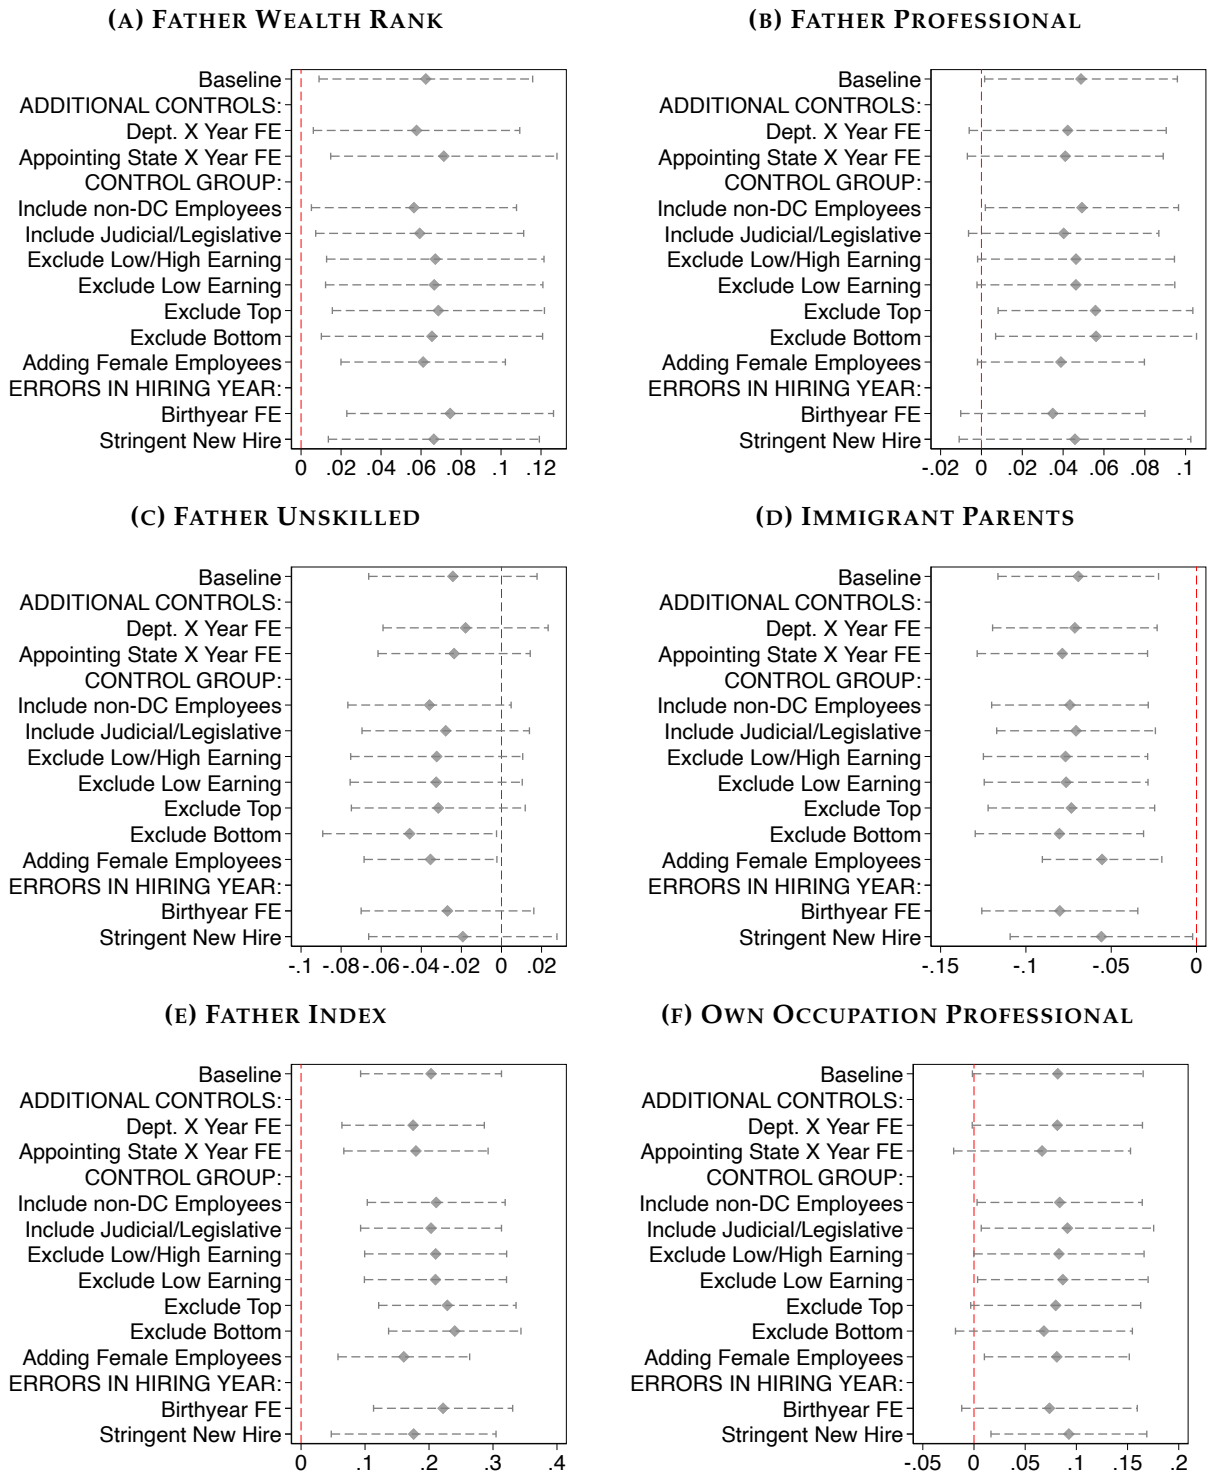 (A) FATHER WEALTH RANK
Baseline
ADDITIONAL CONTROLS:
Dept. X Year FE
Appointing State X Year FE
CONTROL GROUP:
Include non-DC Employees
Include Judicial/Legislative
Exclude Low/High Earning
Exclude Low Earning
Exclude Top
Exclude Bottom
Adding Female Employees
ERRORS IN HIRING YEAR:
Birthyear FE
Stringent New Hire
0 .02 .04 .06 .08 .1 .12
(B) FATHER PROFESSIONAL
Baseline
ADDITIONAL CONTROLS:
Dept. X Year FE
Appointing State X Year FE
CONTROL GROUP:
Include non-DC Employees
Include Judicial/Legislative
Exclude Low/High Earning
Exclude Low Earning
Exclude Top
Exclude Bottom
Adding Female Employees
ERRORS IN HIRING YEAR:
Birthyear FE
Stringent New Hire
-.02 0 .02 .04 .06 .08 .1
(C) FATHER UNSKILLED
Baseline
ADDITIONAL CONTROLS:
Dept. X Year FE
Appointing State X Year FE
CONTROL GROUP:
Include non-DC Employees
Include Judicial/Legislative
Exclude Low/High Earning
Exclude Low Earning
Exclude Top
Exclude Bottom
Adding Female Employees
ERRORS IN HIRING YEAR:
Birthyear FE
Stringent New Hire
-.1 -.08 -.06 -.04 -.02 0 .02
(D) IMMIGRANT PARENTS
Baseline
ADDITIONAL CONTROLS:
Dept. X Year FE
Appointing State X Year FE
CONTROL GROUP:
Include non-DC Employees
Include Judicial/Legislative
Exclude Low/High Earning
Exclude Low Earning
Exclude Top
Exclude Bottom
Adding Female Employees
ERRORS IN HIRING YEAR:
Birthyear FE
Stringent New Hire
-.15 -.1 -.05 0
(E) FATHER INDEX
Baseline
ADDITIONAL CONTROLS:
Dept. X Year FE
Appointing State X Year FE
CONTROL GROUP:
Include non-DC Employees
Include Judicial/Legislative
Exclude Low/High Earning
Exclude Low Earning
Exclude Top
Exclude Bottom
Adding Female Employees
ERRORS IN HIRING YEAR:
Birthyear FE
Stringent New Hire
0 .1 .2 .3 .4
(F) OWN OCCUPATION PROFESSIONAL
Baseline
ADDITIONAL CONTROLS:
Dept. X Year FE
Appointing State X Year FE
CONTROL GROUP:
Include non-DC Employees
Include Judicial/Legislative
Exclude Low/High Earning
Exclude Low Earning
Exclude Top
Exclude Bottom
Adding Female Employees
ERRORS IN HIRING YEAR:
Birthyear FE
Stringent New Hire
-.05 0 .05 .1 .15 .2